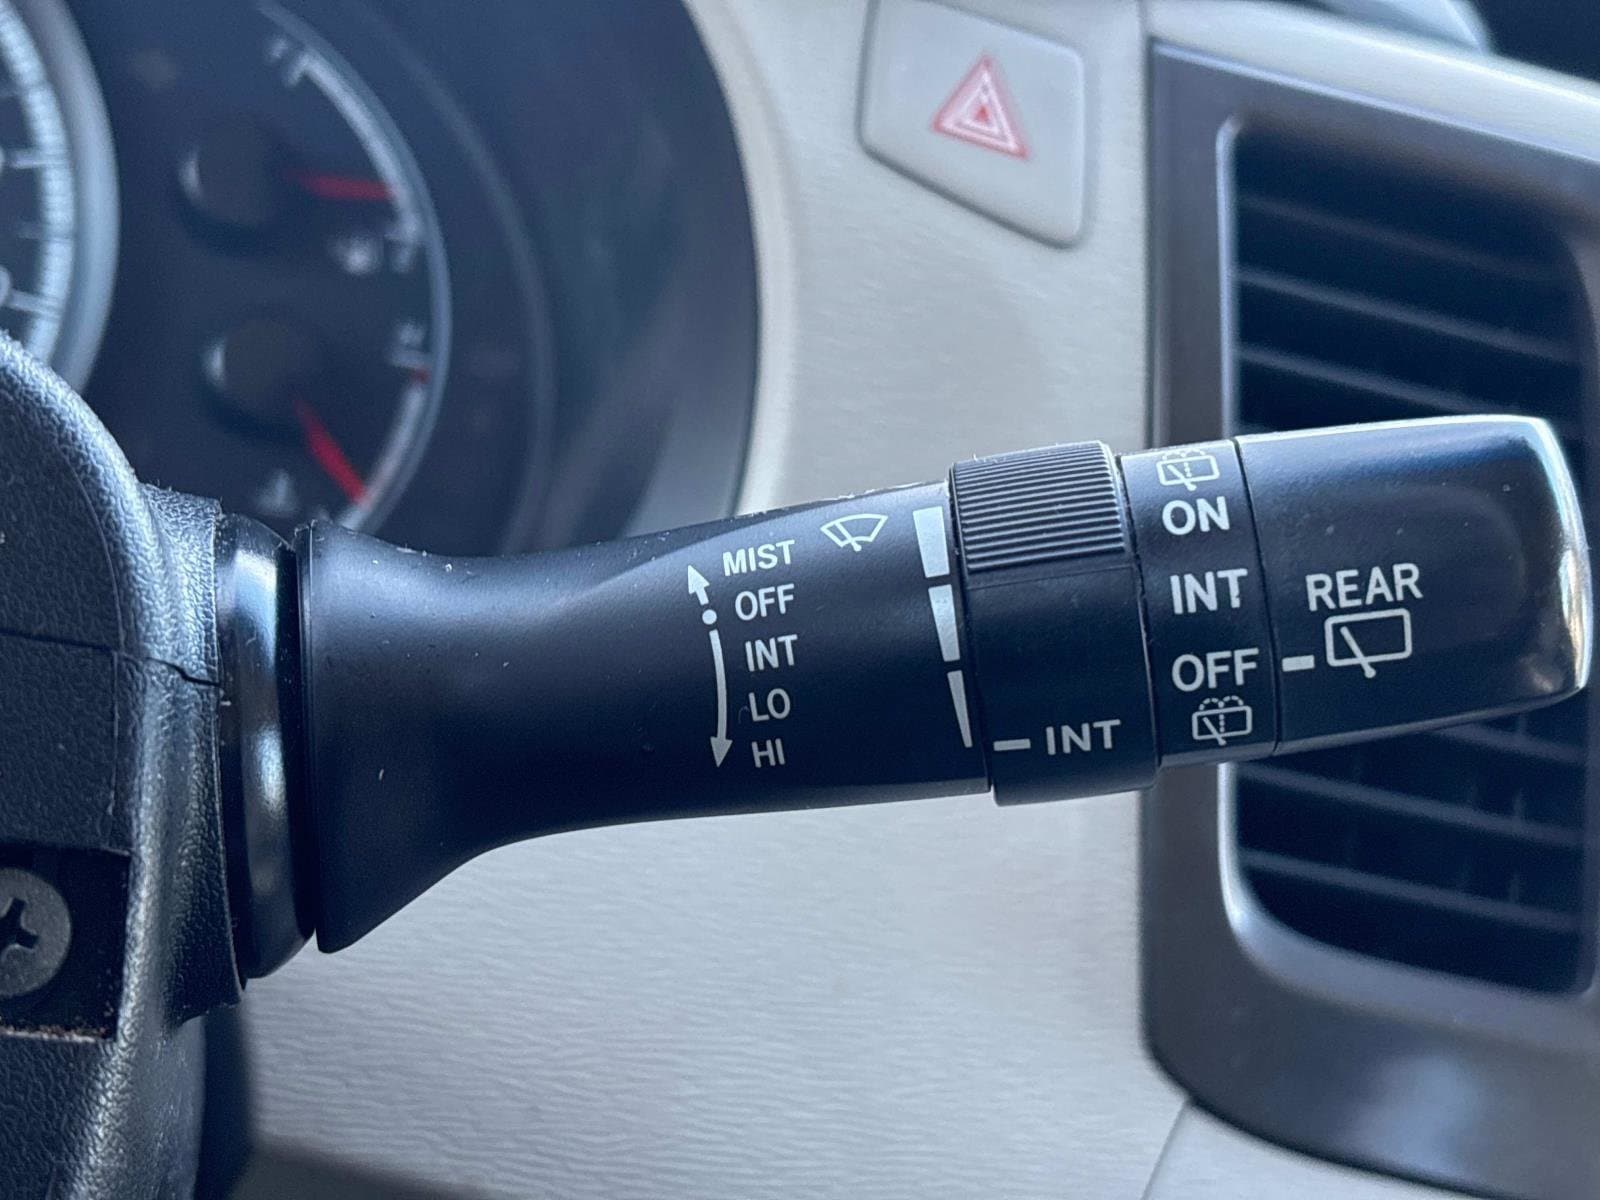 MIST
OFF
INT
LO
HI
INT
ON
INT
OFF
REAR